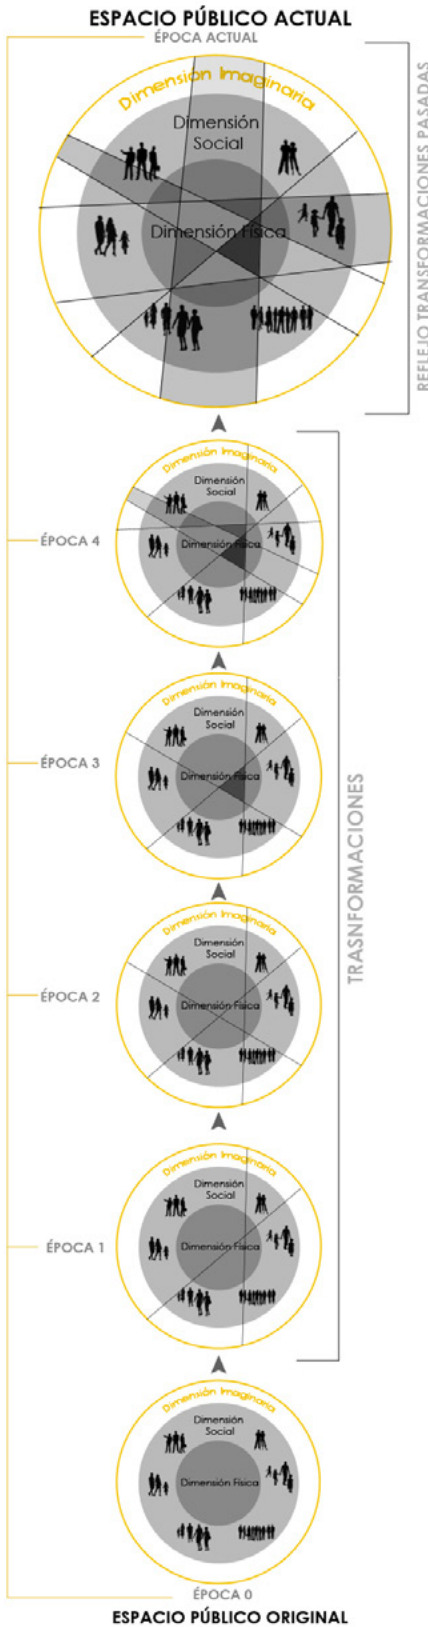 ESPACIO PÚBLICO ACTUAL
ÉPOCA ACTUAL
Dimensión Imaginaria
Dimensión
Social
Dimensión Física
REFLEJO TRANSFORMACIONES PASADAS
Dimensión Imaginaria
Dimensión
Social
Dimensión Física
ÉPOCA 4
Dimensión Imaginaria
Dimensión
Social
Dimensión Física
ÉPOCA 3
TRASNFORMACIONES
Dimensión Imaginaria
Dimensión
Social
Dimensión Física
ÉPOCA 2
Dimensión Imaginaria
Dimensión
Social
Dimensión Física
ÉPOCA 1
Dimensión Imaginaria
Dimensión
Social
Dimensión Física
ÉPOCA 0
ESPACIO PÚBLICO ORIGINAL